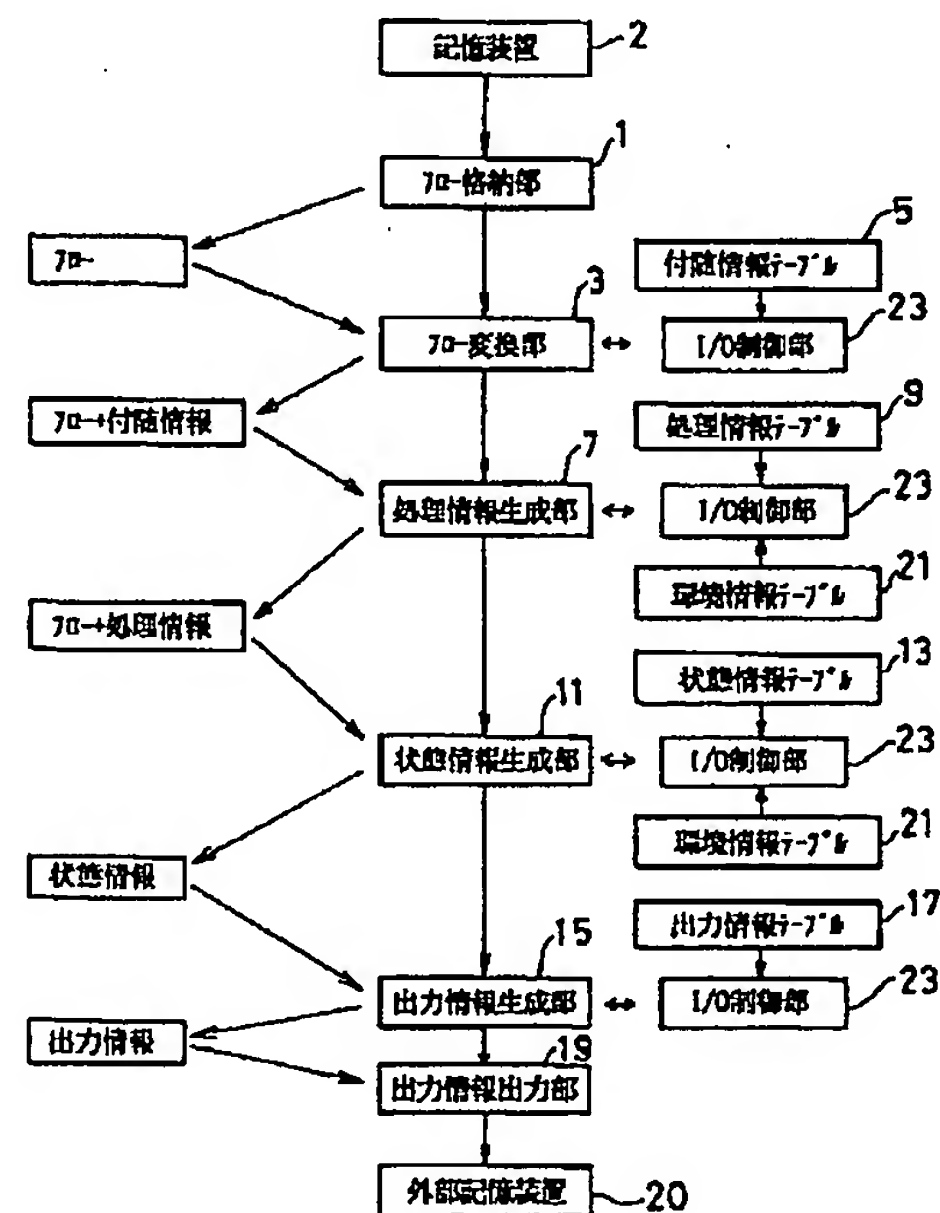 記憶装置
2
1
フロー格納部
5
フロー
付随情報テーブル
3
23
フロー変換部
I/O制御部
9
フロー+付随情報
処理情報テーブル
7
23
処理情報生成部
I/O制御部
21
フロー+処理情報
環境情報テーブル
13
状態情報テーブル
11
23
状態情報生成部
I/O制御部
21
環境情報テーブル
状態情報
17
出力情報テーブル
15
23
出力情報生成部
I/O制御部
出力情報
19
出力情報出力部
外部記憶装置
20